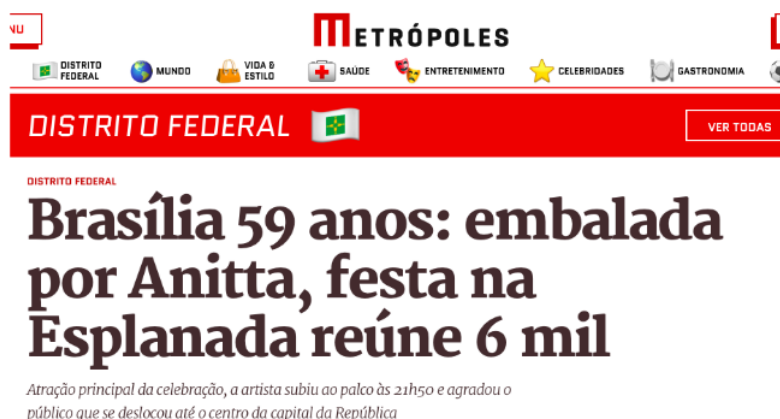 NU
METRÓPOLES
DISTRITO
FEDERAL
MUNDO
VIDA &
ESTILO
SAÚDE
ENTRETENIMENTO
CELEBRIDADES
GASTRONOMIA
DISTRITO FEDERAL
VER TODAS
DISTRITO FEDERAL
Brasília 59 anos: embalada
por Anitta, festa na
Esplanada reúne 6 mil
Atração principal da celebração, a artista subiu ao palco às 21h50 e agradou o
público que se deslocou até o centro da capital da República